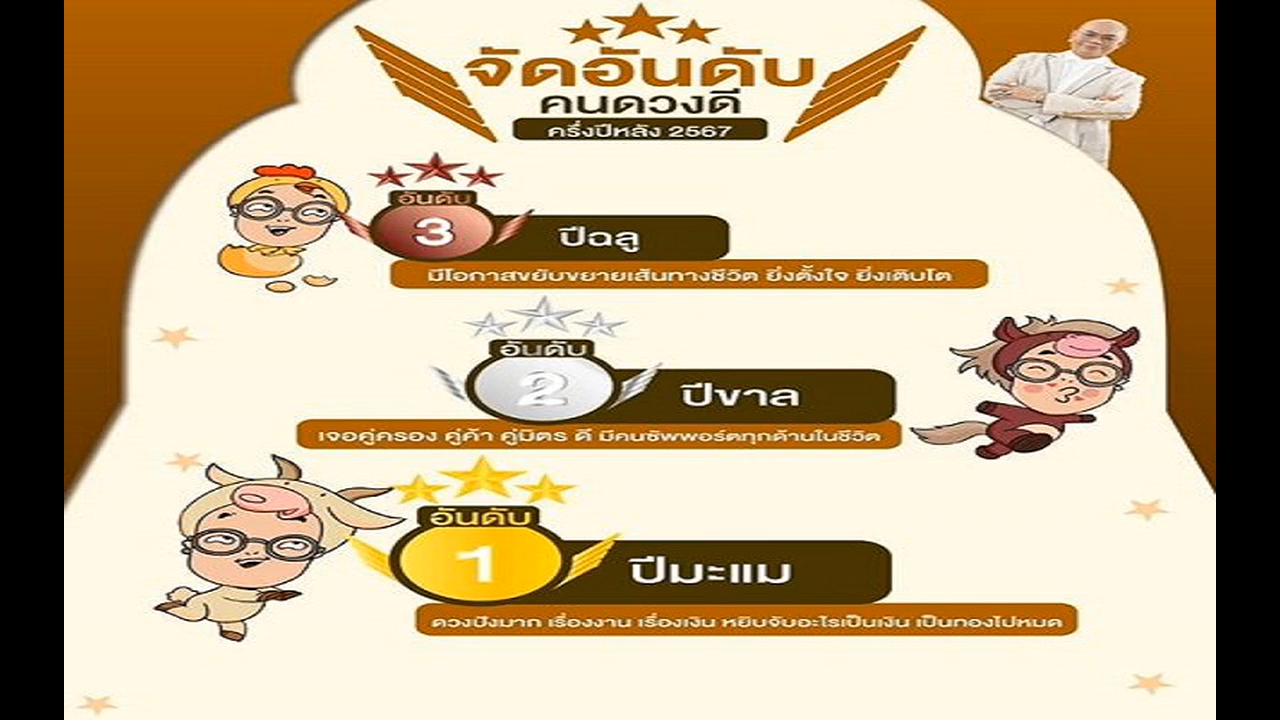 จัดอันดับ
คนดวงดี
ครึ่งปีหลัง 2567
อันดับ
3
ปีฉลู
มีโอกาสขยับขยายเส้นทางชีวิต ยิ่งตั้งใจ ยิ่งเติบโต
อันดับ
2
ปีขาล
เจอคู่ครอง คู่ค้า คู่มิตร ดี มีคนซัพพอร์ตทุกด้านในชีวิต
อันดับ
1
ปีมะแม
ดวงปังมาก เรื่องงาน เรื่องเงิน หยิบจับอะไรเป็นเงิน เป็นทองไปหมด